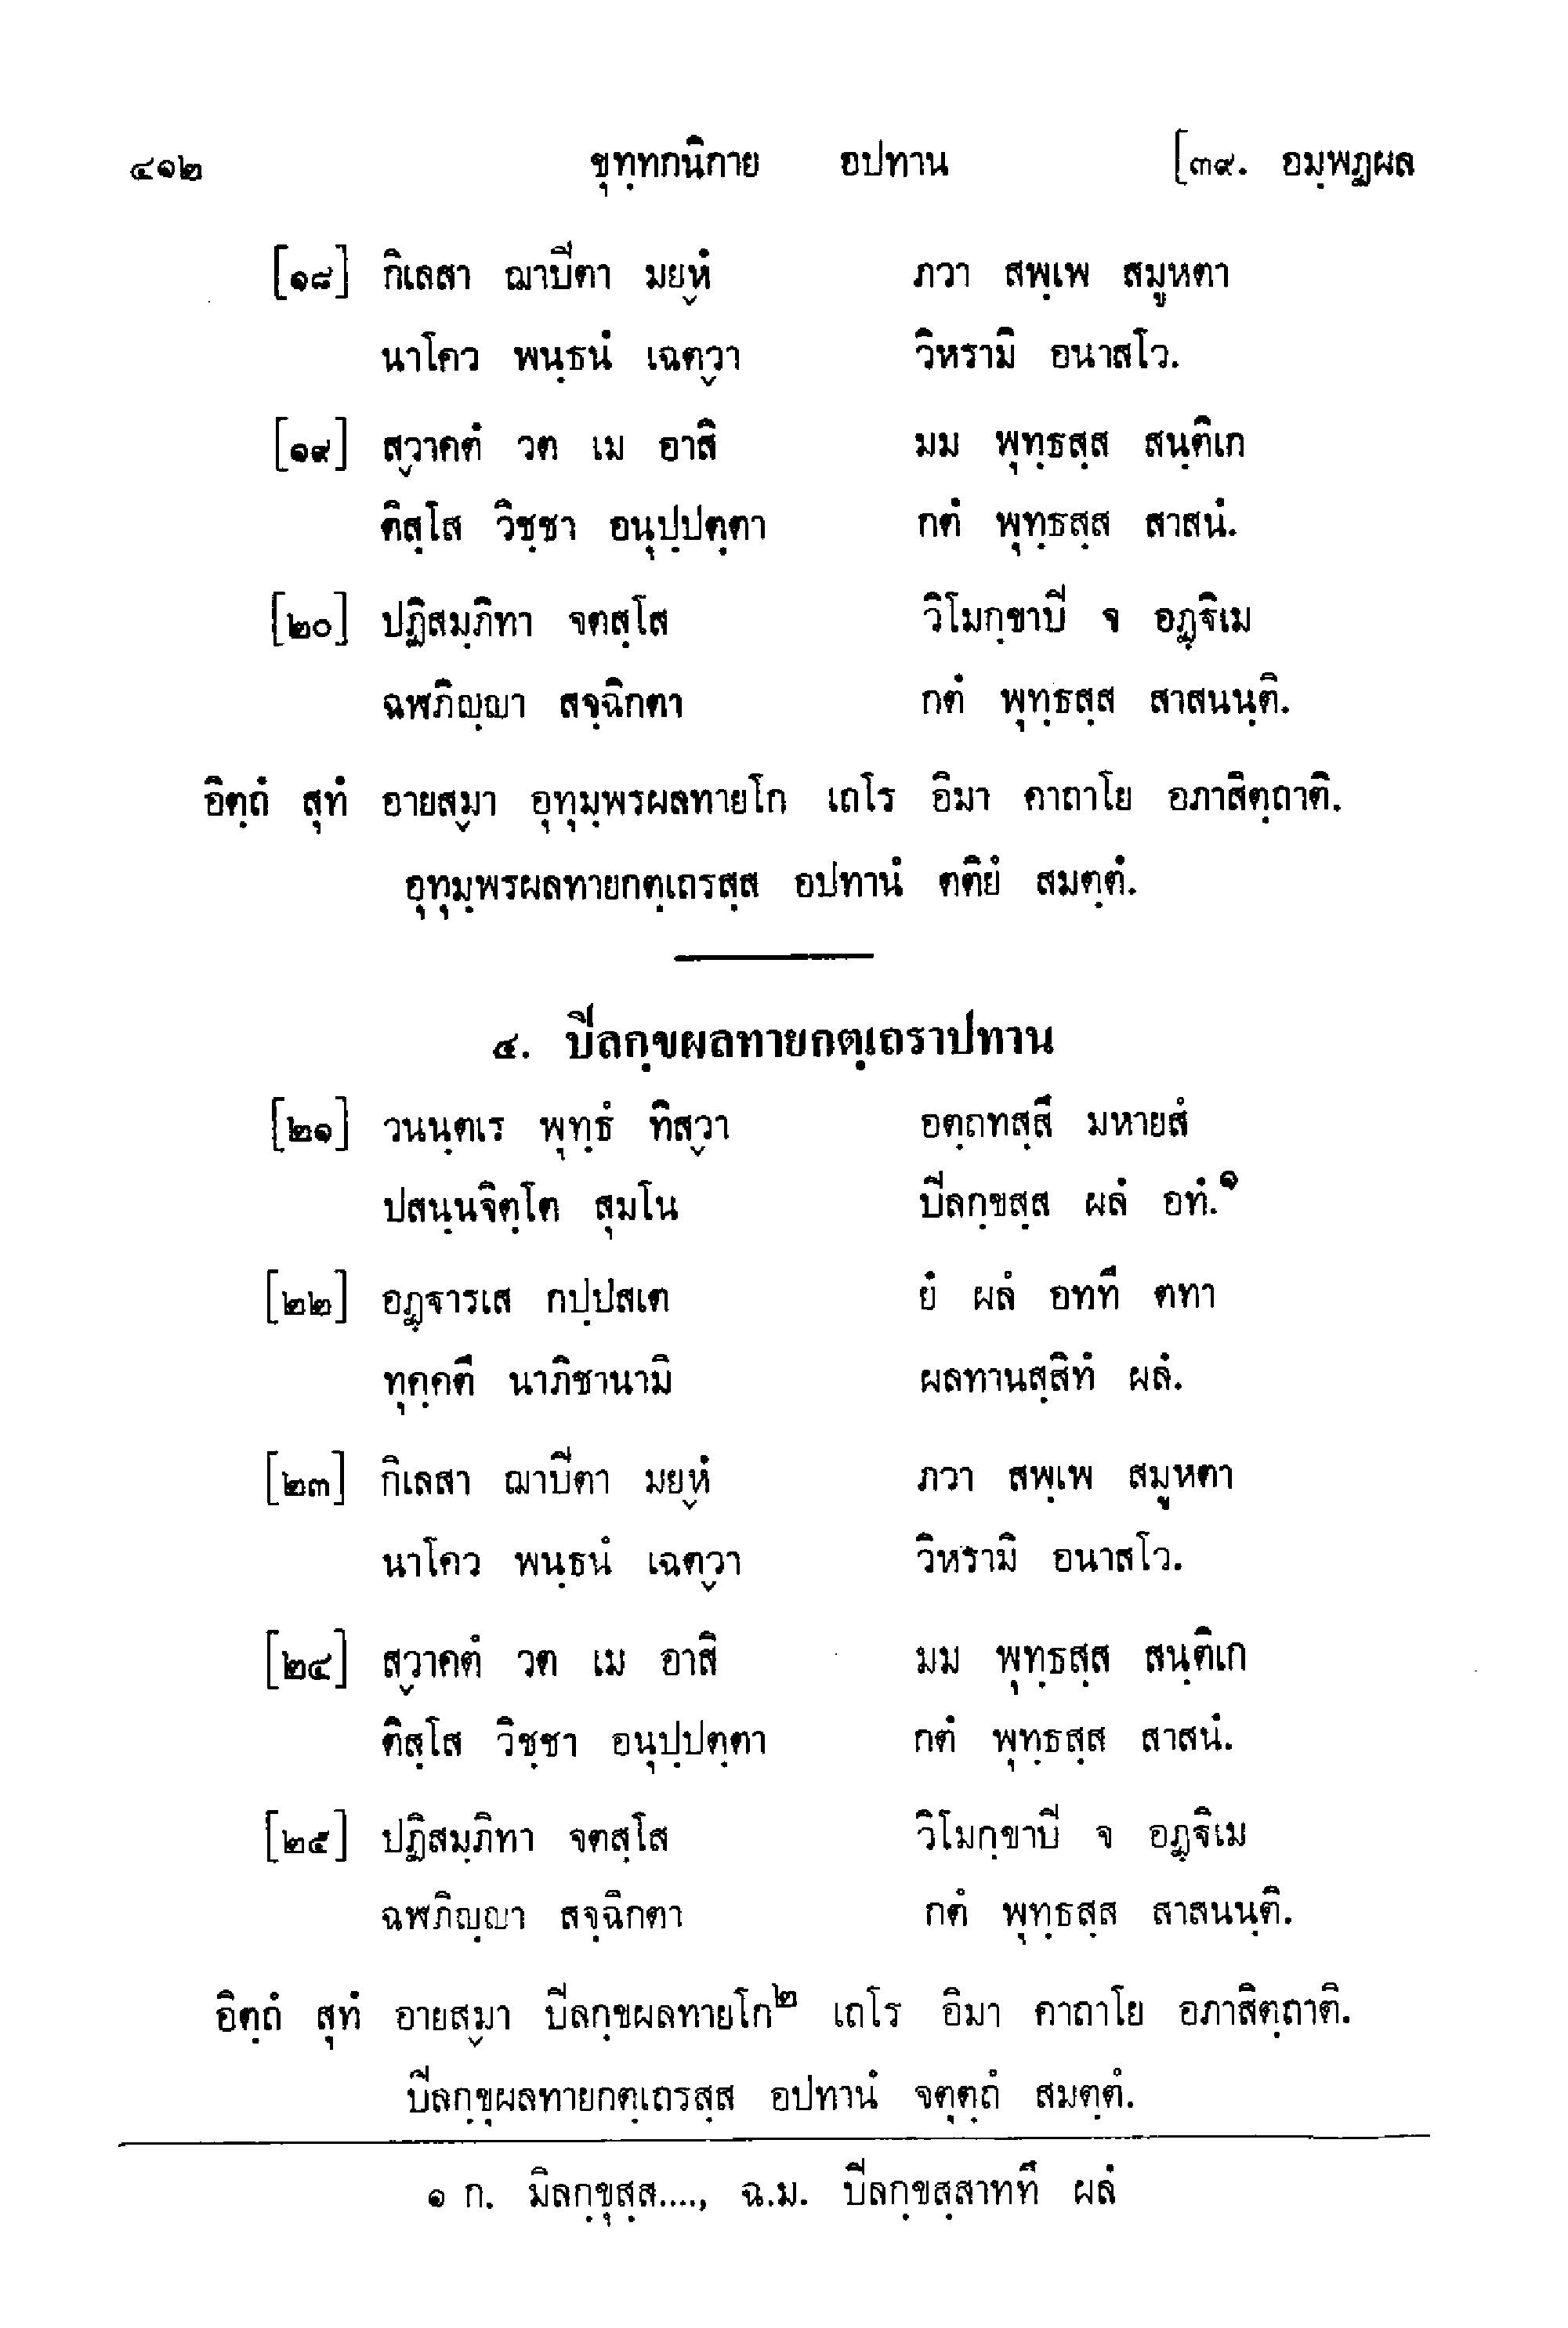 ๔๑๒ ขุทฺทกนิกาย อปทาน [๓๙. อมฺพฏผล
[๑๘] กิเลสา ฌาปิตา มยฺหํ ภวา สพฺเพ สมูหตา
นาโคว พนฺธนํ เฉตฺวา วิหรามิ อนาสโว.
[๑๙] สฺวาคตํ วต เม อาสิ มม พุทฺธสฺส สนฺติเก
ติสฺโส วิชฺชา อนุปฺปตฺตา กตํ พุทฺธสฺส สาสนํ.
[๒๐] ปฏิสมฺภิทา จตสฺโส วิโมกฺขาปิ จ อฏฺฐิเม
ฉฬภิญฺญา สจฺฉิกตา กตํ พุทฺธสฺส สาสนนฺติ.
อิตฺถํ สุทํ อายสฺมา อุทุมฺพรผลทายโก เถโร อิมา คาถาโย อภาสิตฺถาติ.
อุทุมฺพรผลทายกตฺเถรสฺส อปทานํ ตติยํ สมตฺตํ.
๔. ปิลกฺขผลทายกตฺเถราปทาน
[๒๑] วนนฺตเร พุทฺธํ ทิสฺวา อตฺถทสฺสึ มหายสํ
ปสนฺนจิตฺโต สุมโน ปิลกฺขสฺส ผลํ อทํ.๑
[๒๒] อฏฺฐารเส กปฺปสเต ยํ ผลํ อททึ ตทา
ทุคฺคตึ นาภิชานามิ ผลทานสฺสิทํ ผลํ.
[๒๓] กิเลสา ฌาปิตา มยฺหํ ภวา สพฺเพ สมูหตา
นาโคว พนฺธนํ เฉตฺวา วิหรามิ อนาสโว.
[๒๔] สฺวาคตํ วต เม อาสิ มม พุทฺธสฺส สนฺติเก
ติสฺโส วิชฺชา อนุปฺปตฺตา กตํ พุทฺธสฺส สาสนํ.
[๒๕] ปฏิสมฺภิทา จตสฺโส วิโมกฺขาปิ จ อฏฺฐิเม
ฉฬภิญฺญา สจฺฉิกตา กตํ พุทฺธสฺส สาสนนฺติ.
อิตฺถํ สุทํ อายสฺมา ปิลกฺขผลทายโก๒ เถโร อิมา คาถาโย อภาสิตฺถาติ.
ปิลกฺขุผลทายกตฺเถรสฺส อปทานํ จตุตฺถํ สมตฺตํ.
๑ ก. มิลกฺขุสฺส...., ฉ.ม. ปิลกฺขสฺสาททึ ผลํ